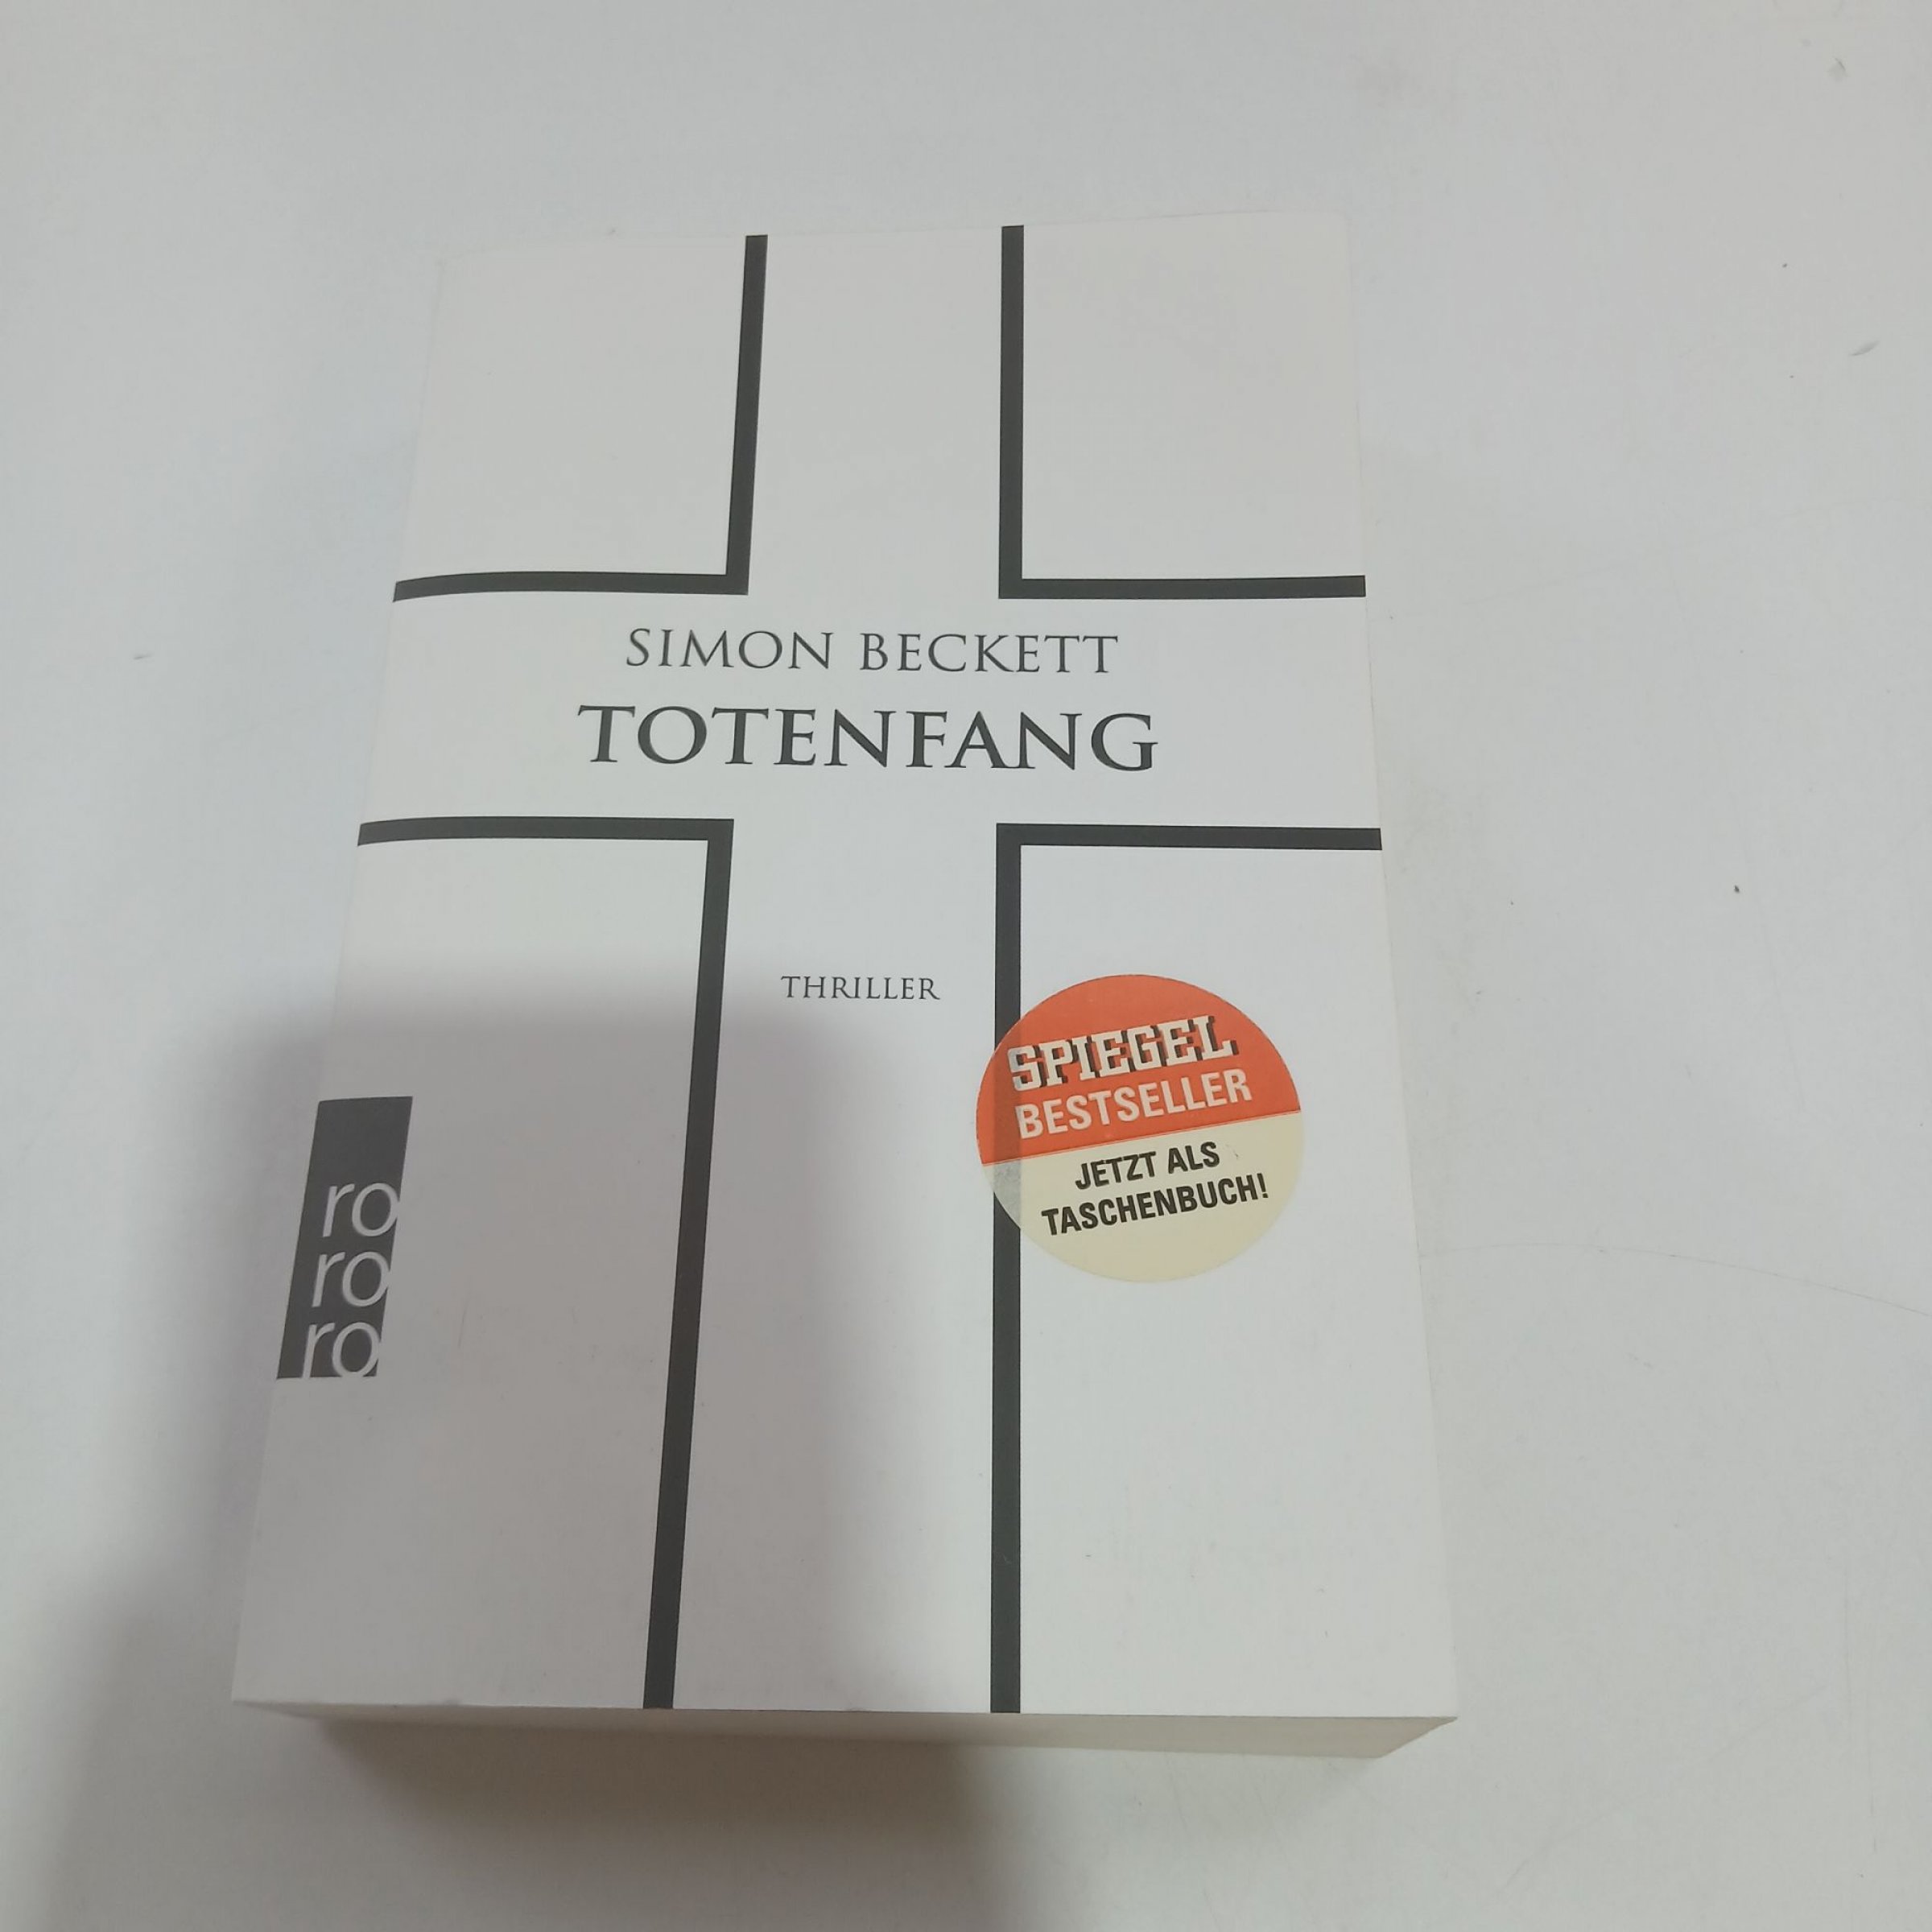 SIMON BECKETT
TOTENFANG
THRILLER
SPIEGEL
BESTSELLER
JETZT ALS
TASCHENBUCH!
ro
ro
ro